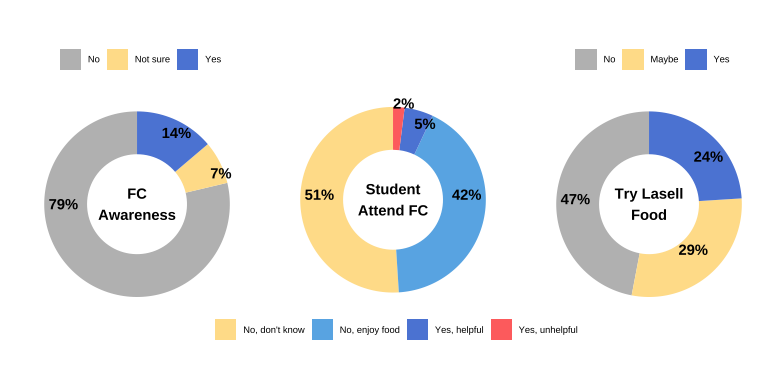 No Not sure Yes
No Maybe Yes
14%
7%
79%
FC
Awareness
2%
5%
51%
42%
Student
Attend FC
24%
47%
29%
Try Lasell
Food
No, don't know No, enjoy food Yes, helpful Yes, unhelpful